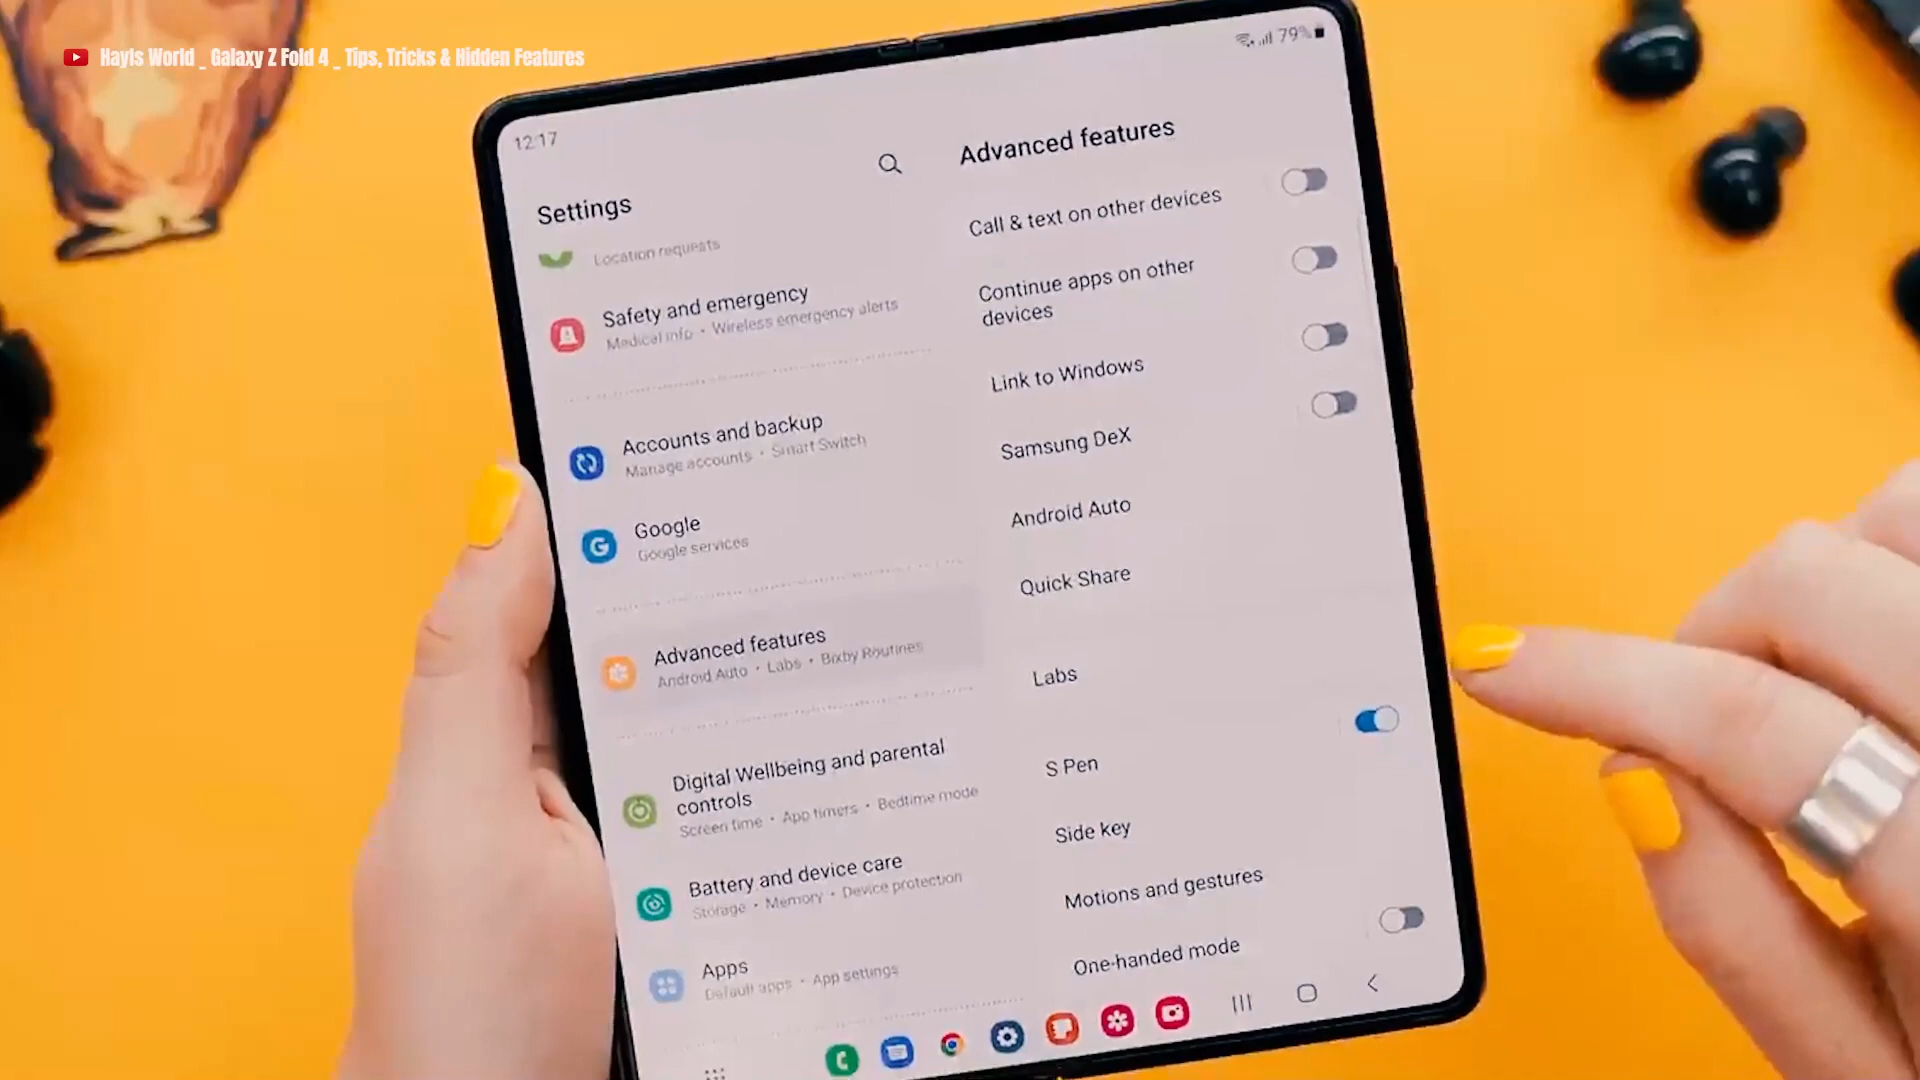 Hayls World _ Galaxy Z Fold 4 _ Tips, Tricks & Hidden Features
12:17
79%
Settings
Location requests
Safety and emergency
Medical info • Wireless emergency alerts
Accounts and backup
Manage accounts • Smart Switch
Google
Google services
Advanced features
Android Auto • Labs • Bixby Routines
Digital Wellbeing and parental
controls
Screen time • App timers • Bedtime mode
Battery and device care
Storage • Memory • Device protection
Apps
Default apps • App settings
Advanced features
Call & text on other devices
Continue apps on other
devices
Link to Windows
Samsung DeX
Android Auto
Quick Share
Labs
S Pen
Side key
Motions and gestures
One-handed mode